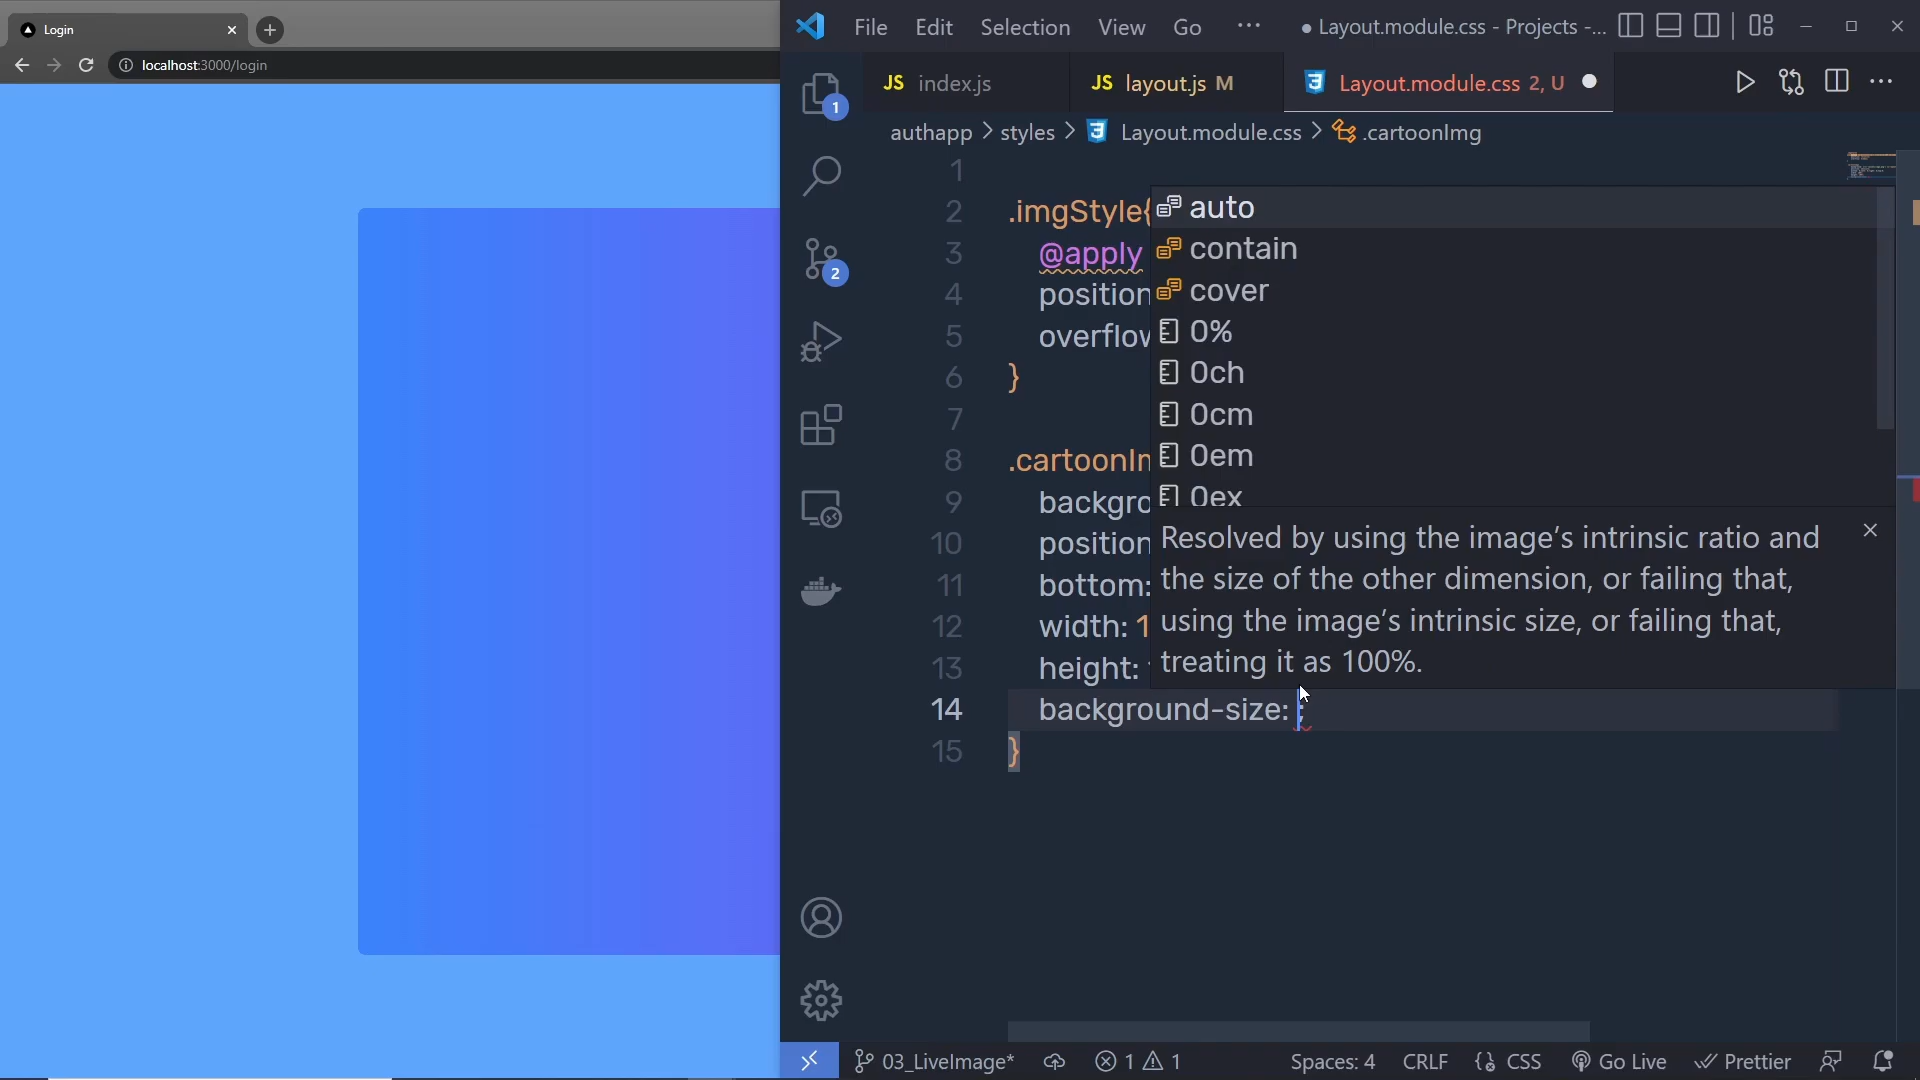 Login
localhost:3000/login
File Edit Selection View Go ···
● Layout.module.css - Projects -...
JS index.js
JS layout.js M
Layout.module.css 2, U
authapp > styles > Layout.module.css > .cartoonImg
1
1
2
2 .imgStyle{
3 @apply
4 position
5 overflow
6 }
7
8 .cartoonIm
9 backgro
10 position
11 bottom:
12 width: 1
13 height:
14 background-size: ;
15 }
auto
contain
cover
0%
0ch
0cm
0em
0ex
Resolved by using the image’s intrinsic ratio and
the size of the other dimension, or failing that,
using the image’s intrinsic size, or failing that,
treating it as 100%.
03_LiveImage* 1 1 Spaces: 4 CRLF {} CSS Go Live Prettier